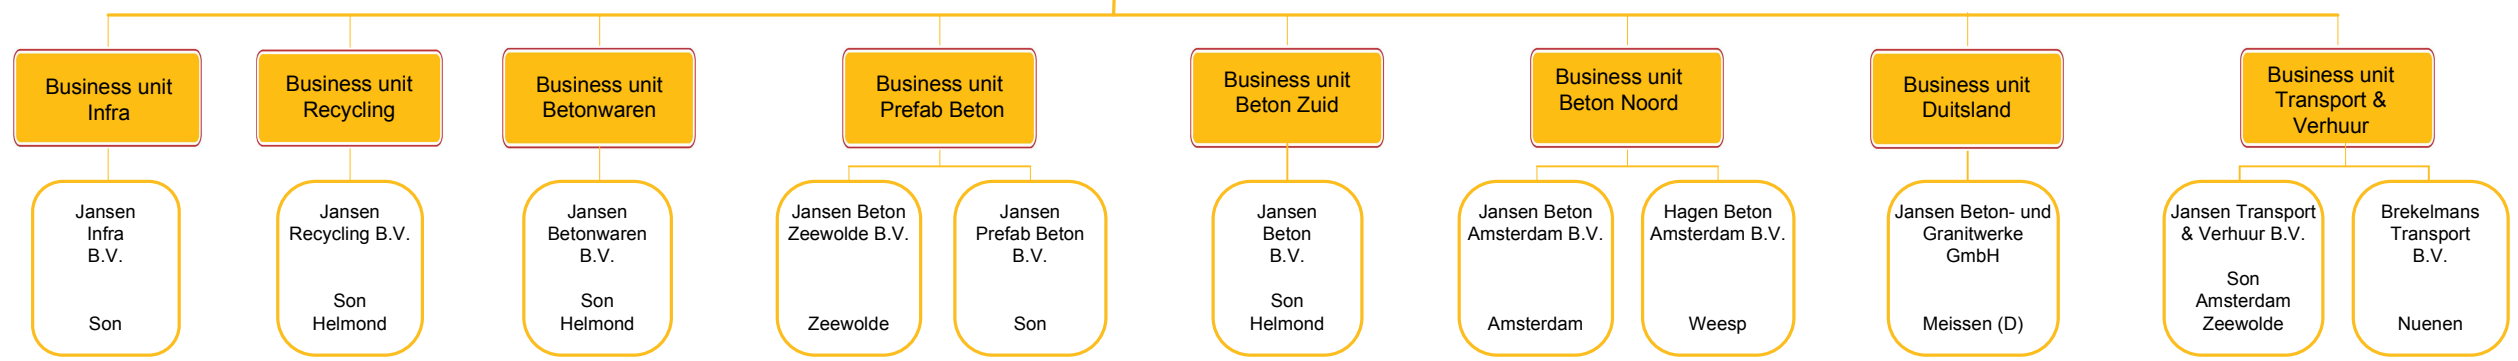 Business unit
Infra
Business unit
Recycling
Business unit
Betonwaren
Business unit
Prefab Beton
Business unit
Beton Zuid
Business unit
Beton Noord
Business unit
Duitsland
Business unit
Transport &
Verhuur
Jansen
Infra
B.V.
Son
Jansen
Recycling B.V.
Son
Helmond
Jansen
Betonwaren
B.V.
Son
Helmond
Jansen Beton
Zeewolde B.V.
Zeewolde
Jansen
Prefab Beton
B.V.
Son
Jansen
Beton
B.V.
Son
Helmond
Jansen Beton
Amsterdam B.V.
Amsterdam
Hagen Beton
Amsterdam B.V.
Weesp
Jansen Beton- und
Granitwerke
GmbH
Meissen (D)
Jansen Transport
& Verhuur B.V.
Son
Amsterdam
Zeewolde
Brekelmans
Transport
B.V.
Nuenen